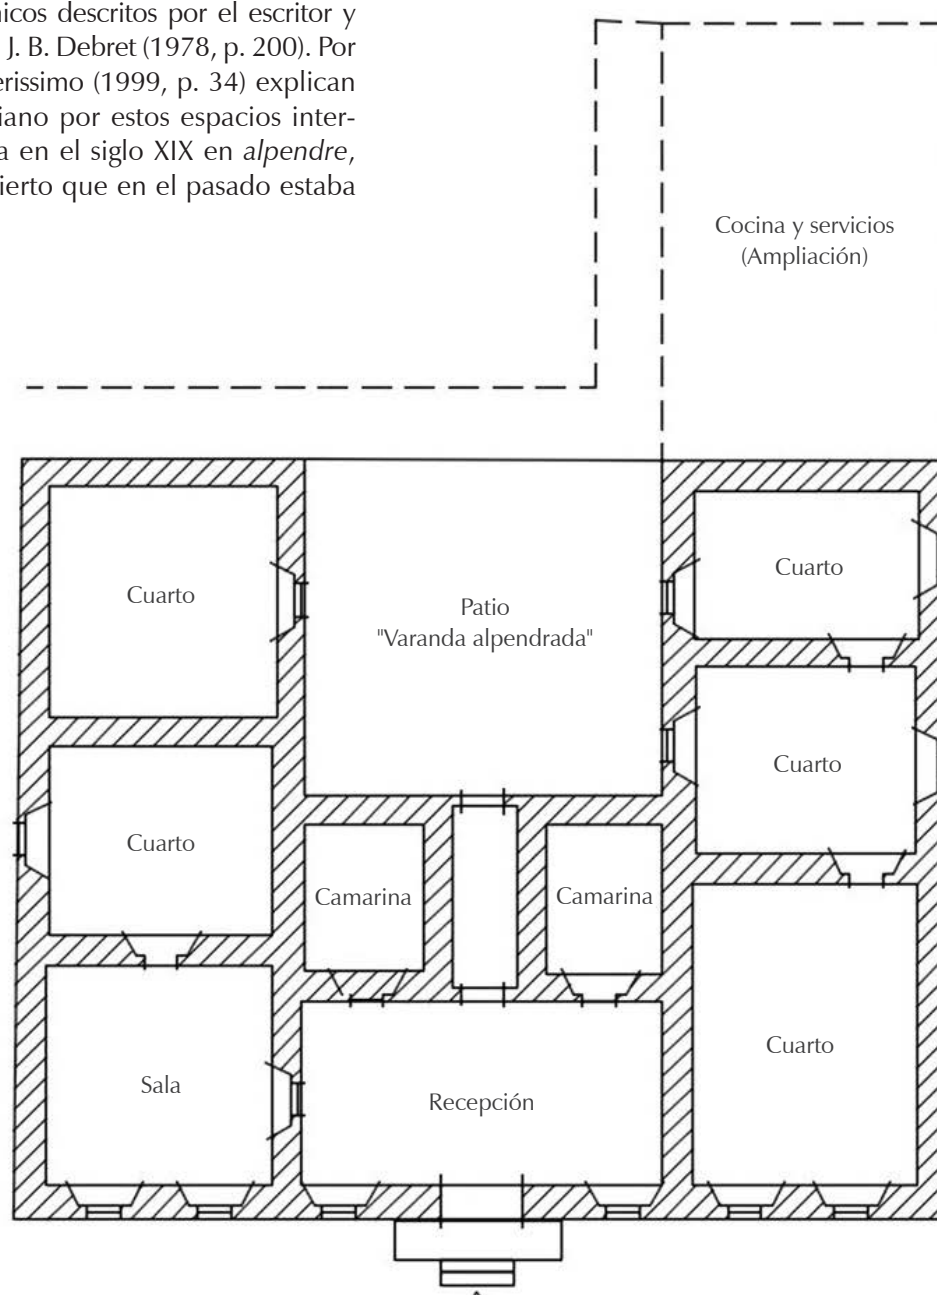 nicos descritos por el escritor y
J. B. Debret (1978, p. 200). Por
erissimo (1999, p. 34) explican
iano por estos espacios inter-
a en el siglo XIX en alpendre,
ierto que en el pasado estaba
Cocina y servicios
(Ampliación)
Cuarto
Patio
"Varanda alpendrada"
Cuarto
Cuarto
Cuarto
Camarina
Camarina
Sala
Recepción
Cuarto